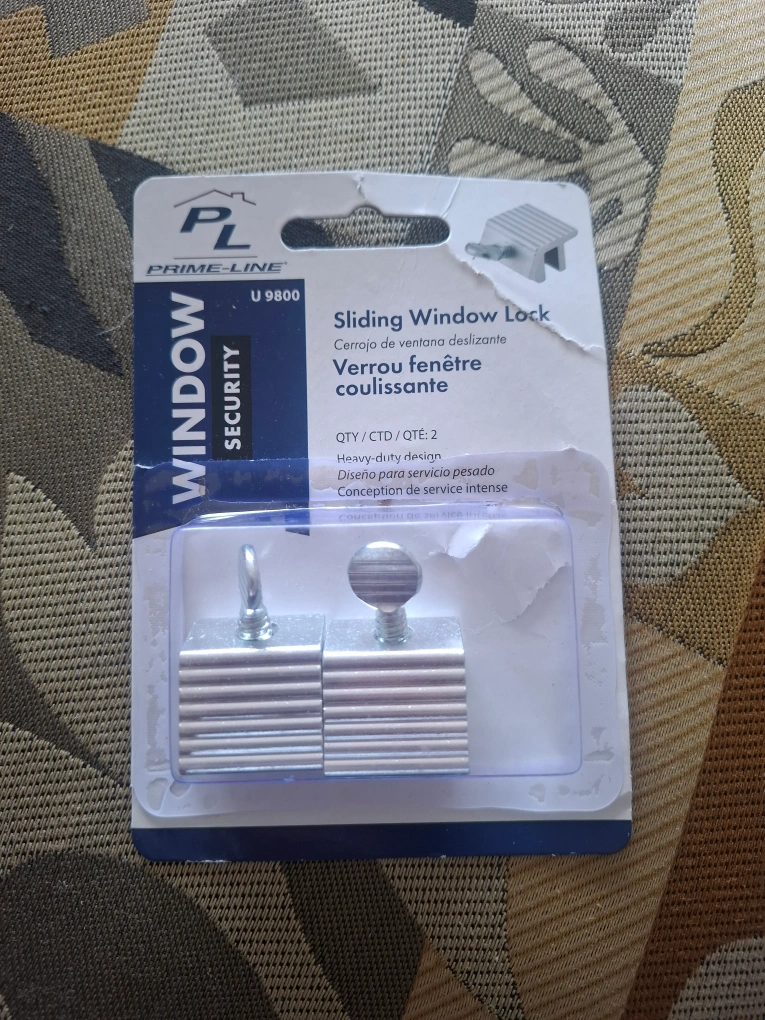 PL
PRIME-LINE®
U 9800
WINDOW
SECURITY
Sliding Window Lock
Cerrojo de ventana deslizante
Verrou fenêtre
coulissante
QTY / CTD / QTÉ: 2
Heavy-duty design
Diseño para servicio pesado
Conception de service intense